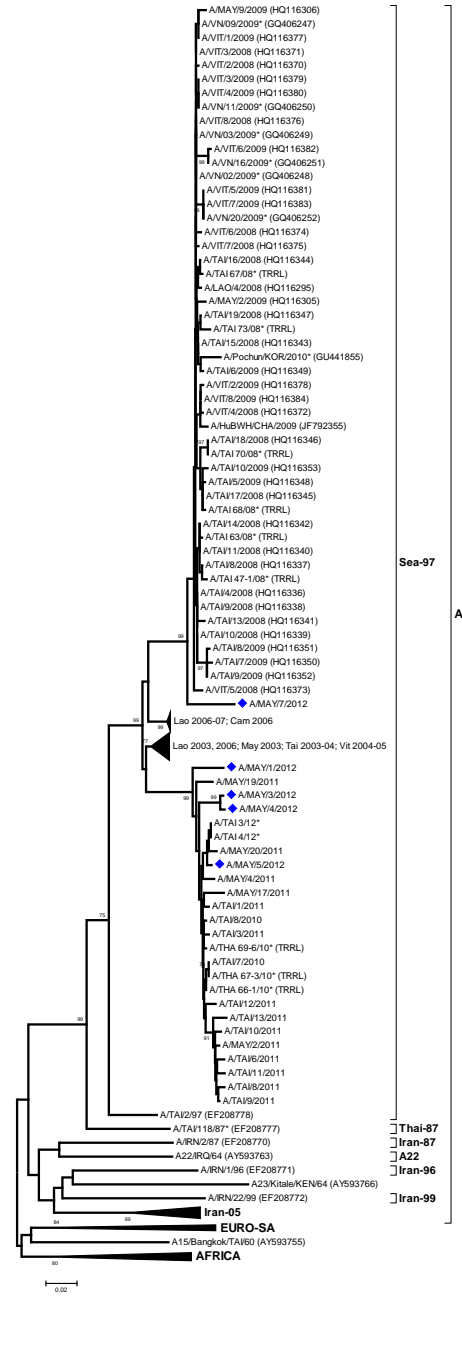 A/MAY/9/2009 (HQ116306)
A/VN/09/2009* (GQ406247)
A/VIT/1/2009 (HQ116377)
A/VIT/3/2008 (HQ116371)
A/VIT/2/2008 (HQ116370)
A/VIT/3/2009 (HQ116379)
A/VIT/4/2009 (HQ116380)
A/VN/11/2009* (GQ406250)
A/VIT/8/2008 (HQ116376)
A/VN/03/2009* (GQ406249)
A/VIT/6/2009 (HQ116382)
99 A/VN/16/2009* (GQ406251)
A/VN/02/2009* (GQ406248)
A/VIT/5/2009 (HQ116381)
A/VIT/7/2009 (HQ116383)
A/VN/20/2009* (GQ406252)
A/VIT/6/2008 (HQ116374)
A/VIT/7/2008 (HQ116375)
A/TAI/16/2008 (HQ116344)
A/TAI 67/08* (TRRL)
A/LAO/4/2008 (HQ116295)
A/MAY/2/2009 (HQ116305)
A/TAI/19/2008 (HQ116347)
A/TAI 73/08* (TRRL)
A/TAI/15/2008 (HQ116343)
A/Pochun/KOR/2010* (GU441855)
A/TAI/6/2009 (HQ116349)
A/VIT/2/2009 (HQ116378)
A/VIT/8/2009 (HQ116384)
A/VIT/4/2008 (HQ116372)
A/HuBWH/CHA/2009 (JF792355)
A/TAI/18/2008 (HQ116346)
97 A/TAI 70/08* (TRRL)
A/TAI/10/2009 (HQ116353)
A/TAI/5/2009 (HQ116348)
A/TAI/17/2008 (HQ116345)
A/TAI 68/08* (TRRL)
A/TAI/14/2008 (HQ116342)
A/TAI 63/08* (TRRL)
A/TAI/11/2008 (HQ116340)
A/TAI/8/2008 (HQ116337)
Sea-97
A/TAI 47-1/08* (TRRL)
A/TAI/4/2008 (HQ116336)
A/TAI/9/2008 (HQ116338)
A
A/TAI/13/2008 (HQ116341)
A/TAI/10/2008 (HQ116339)
98
A/TAI/8/2009 (HQ116351)
A/TAI/7/2009 (HQ116350)
97
A/TAI/9/2009 (HQ116352)
A/VIT/5/2008 (HQ116373)
A/MAY/7/2012
99 99 Lao 2006-07; Cam 2006
77 Lao 2003, 2006; May 2003; Tai 2003-04; Vit 2004-05
A/MAY/1/2012
A/MAY/19/2011
99 99 A/MAY/3/2012
A/MAY/4/2012
A/TAI 3/12*
A/TAI 4/12*
A/MAY/20/2011
A/MAY/5/2012
A/MAY/4/2011
A/MAY/17/2011
A/TAI/1/2011
75 A/TAI/8/2010
A/TAI/3/2011
A/THA 69-6/10* (TRRL)
A/TAI/7/2010
A/THA 67-3/10* (TRRL)
A/THA 66-1/10* (TRRL)
A/TAI/12/2011
A/TAI/13/2011
99 A/TAI/10/2011
91 A/MAY/2/2011
A/TAI/6/2011
A/TAI/11/2011
A/TAI/8/2011
A/TAI/9/2011
A/TAI/2/97 (EF208778)
A/TAI/118/87* (EF208777) Thai-87
A/IRN/2/87 (EF208770) Iran-87
A22/IRQ/64 (AY593763) A22
A/IRN/1/96 (EF208771) Iran-96
A23/Kitale/KEN/64 (AY593766)
A/IRN/22/99 (EF208772) Iran-99
99 Iran-05
84 EURO-SA
A15/Bangkok/TAI/60 (AY593755)
80 AFRICA
0.02